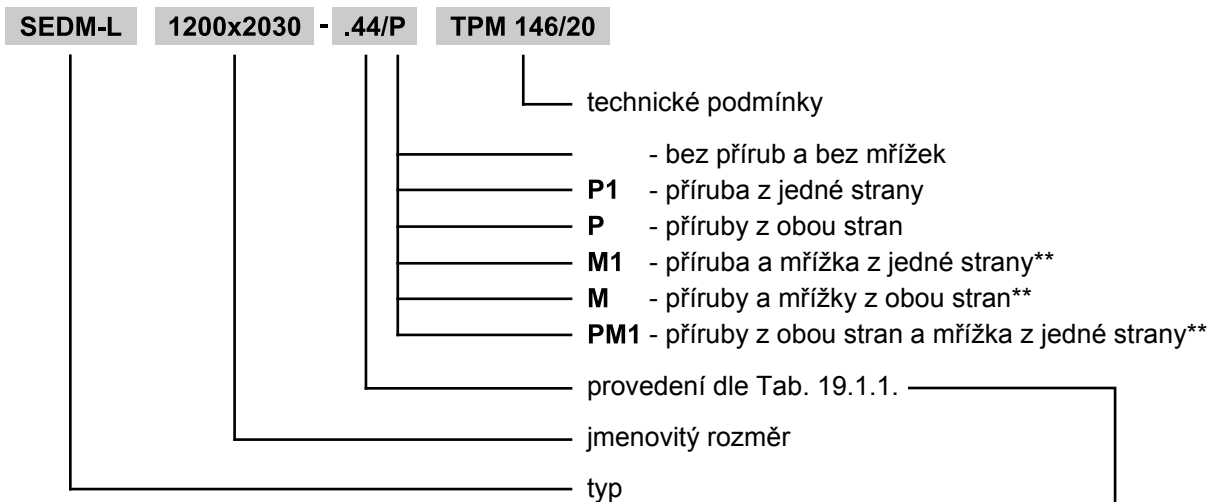 SEDM-L 1200x2030 - .44/P TPM 146/20
technické podmínky
- bez přírub a bez mřížek
P1 - příruba z jedné strany
P - příruby z obou stran
M1 - příruba a mřížka z jedné strany**
M - příruby a mřížky z obou stran**
PM1 - příruby z obou stran a mřížka z jedné strany**
provedení dle Tab. 19.1.1.
jmenovitý rozměr
typ